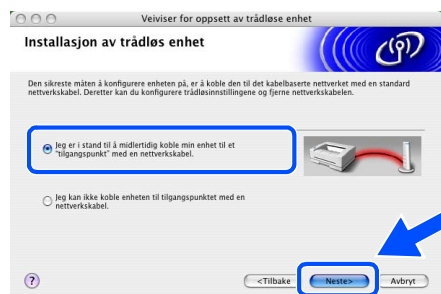 Veiviser for oppsett av trådløse enhet
Installasjon av trådløs enhet
Den sikreste måten å konfigurere enheten på, er å koble den til det kabelbaserte nettverket med en standard
nettverkskabel. Deretter kan du konfigurere trådløsinnstillingene og fjerne nettverkskabelen.
Jeg er i stand til å midlertidig koble min enhet til et
"tilgangspunkt" med en nettverkskabel.
Jeg kan ikke koble enheten til tilgangspunktet med en
nettverkskabel.
? <Tilbake Neste> Avbryt